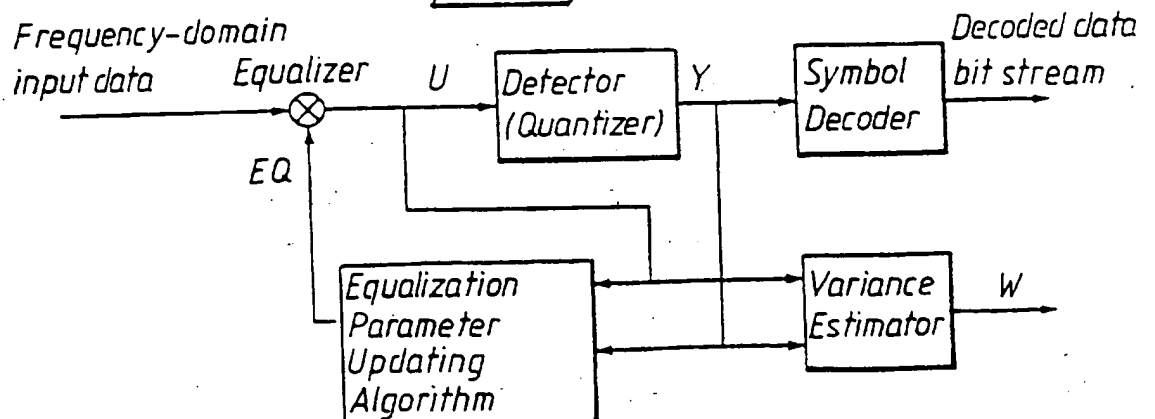 Frequency-domain
input data
Equalizer
U
Detector
(Quantizer)
Y
Symbol
Decoder
Decoded data
bit stream
EQ
Equalization
Parameter
Updating
Algorithm
Variance
Estimator
W